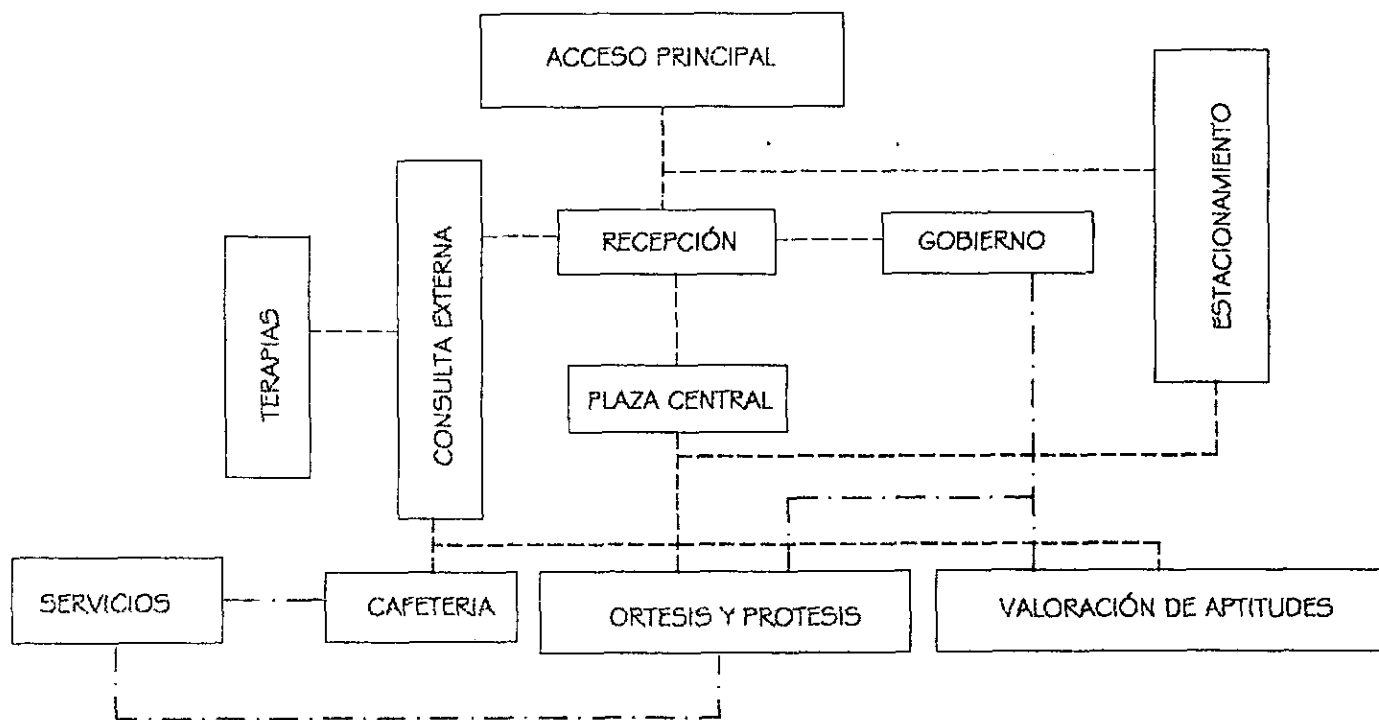 ACCESO PRINCIPAL
ESTACIONAMIENTO
RECEPCIÓN
GOBIERNO
CONSULTA EXTERNA
TERAPIAS
PLAZA CENTRAL
SERVICIOS
CAFETERIA
ORTESIS Y PROTESIS
VALORACIÓN DE APTITUDES